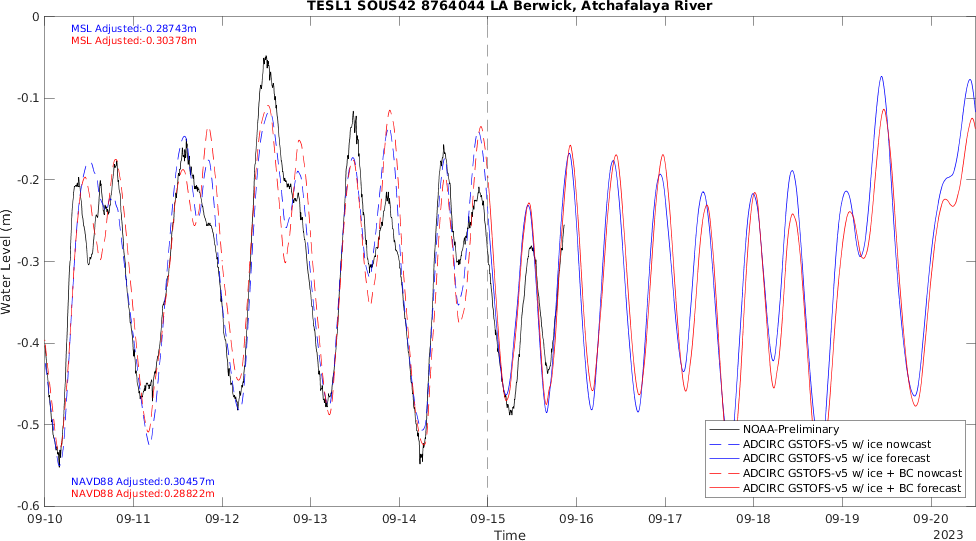 TESL1 SOUS42 8764044 LA Berwick, Atchafalaya River
MSL Adjusted:-0.28743m
MSL Adjusted:-0.30378m
0
-0.1
-0.2
-0.3
-0.4
-0.5
-0.6
Water Level (m)
NAVD88 Adjusted:0.30457m
NAVD88 Adjusted:0.28822m
NOAA-Preliminary
ADCIRC GSTOFS-v5 w/ ice nowcast
ADCIRC GSTOFS-v5 w/ ice forecast
ADCIRC GSTOFS-v5 w/ ice + BC nowcast
ADCIRC GSTOFS-v5 w/ ice + BC forecast
09-10 09-11 09-12 09-13 09-14 09-15 09-16 09-17 09-18 09-19 09-20
Time
2023